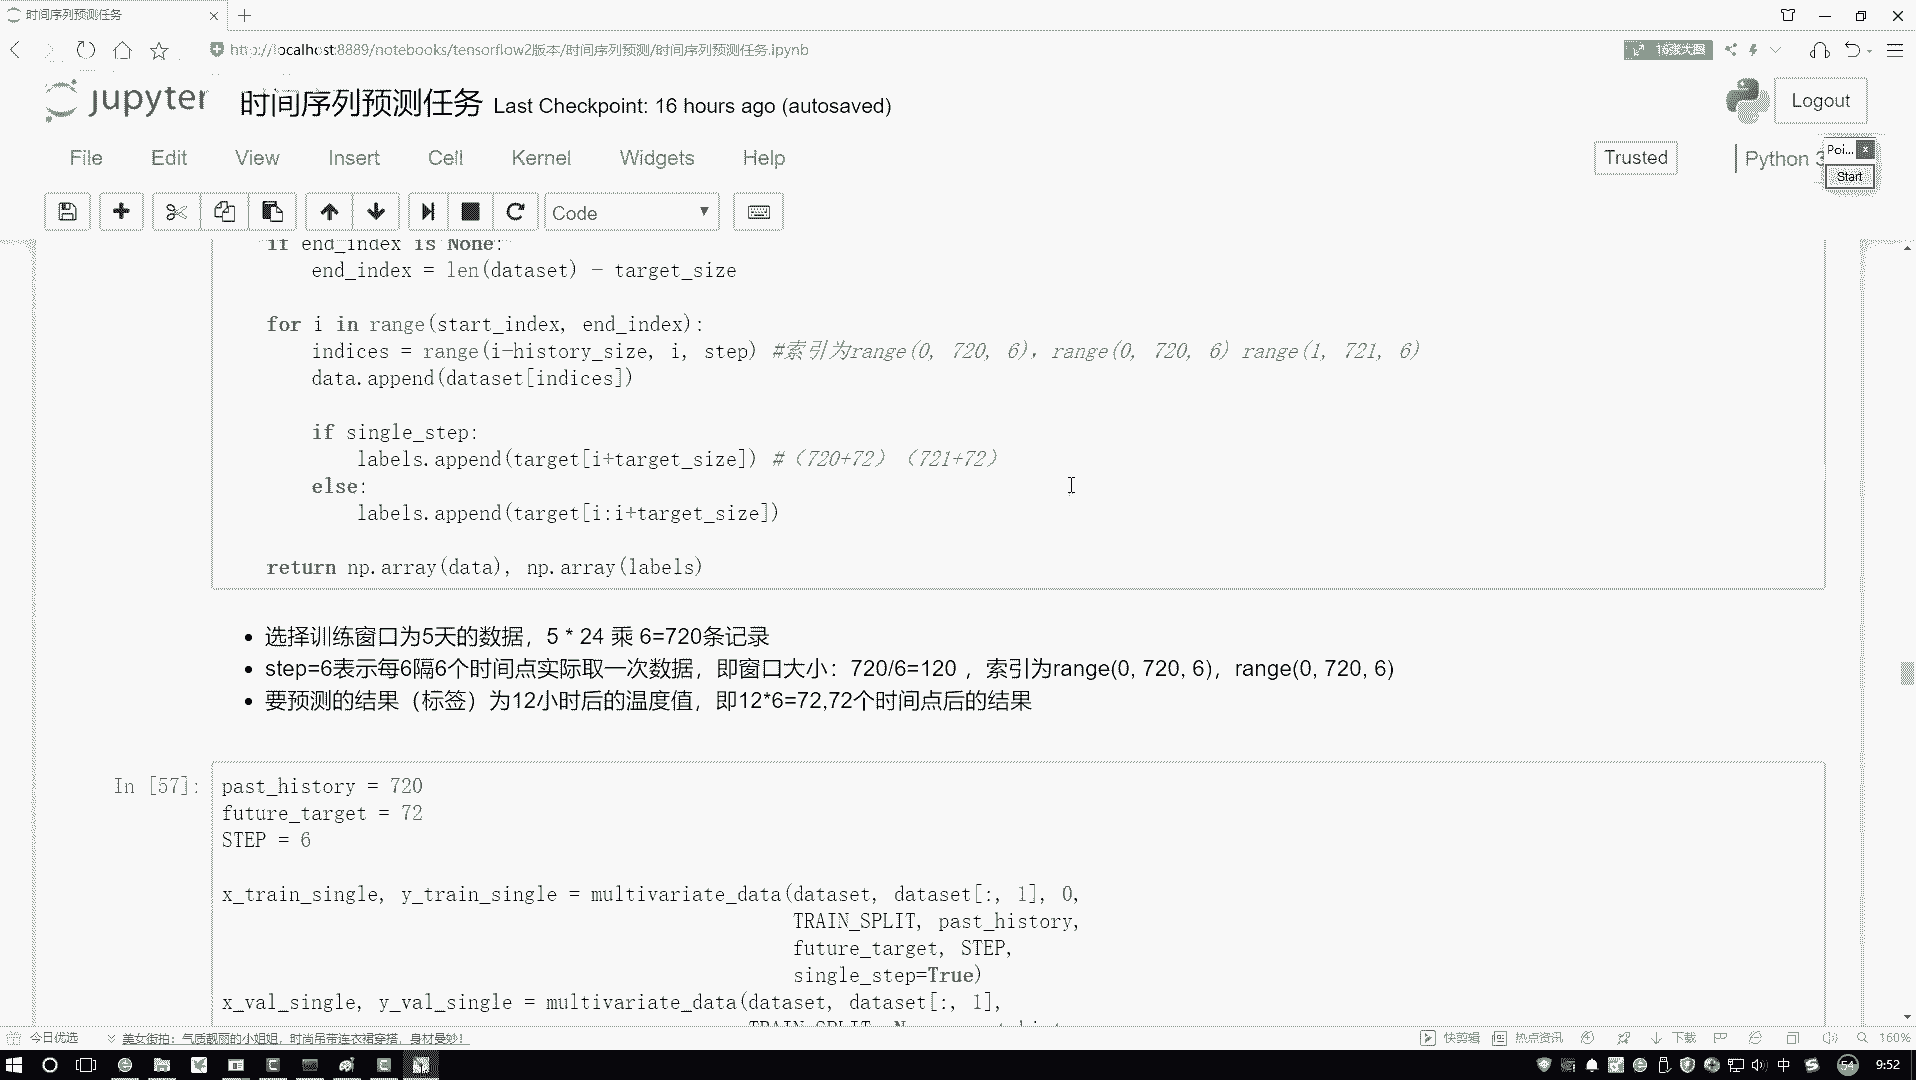 时间序列预测任务
http://localhost:8889/notebooks/tensorflow2版本/时间序列预测/时间序列预测任务.ipynb
16张大图
jupyter 时间序列预测任务 Last Checkpoint: 16 hours ago (autosaved)
Logout
File Edit View Insert Cell Kernel Widgets Help
Trusted
Python 3
Poi...
Start
Code
if end_index is None:
end_index = len(dataset) - target_size
for i in range(start_index, end_index):
indices = range(i-history_size, i, step) #索引为range(0, 720, 6)，range(0, 720, 6) range(1, 721, 6)
data.append(dataset[indices])
if single_step:
labels.append(target[i+target_size]) #（720+72）（721+72）
else:
labels.append(target[i:i+target_size])
return np.array(data), np.array(labels)
• 选择训练窗口为5天的数据，5 * 24 乘 6=720条记录
• step=6表示每6隔6个时间点实际取一次数据，即窗口大小：720/6=120 ，索引为range(0, 720, 6)，range(0, 720, 6)
• 要预测的结果（标签）为12小时后的温度值，即12*6=72,72个时间点后的结果
In [57]:
past_history = 720
future_target = 72
STEP = 6
x_train_single, y_train_single = multivariate_data(dataset, dataset[:, 1], 0,
TRAIN_SPLIT, past_history,
future_target, STEP,
single_step=True)
x_val_single, y_val_single = multivariate_data(dataset, dataset[:, 1],
今日优选
美女街拍：气质靓丽的小姐姐，时尚吊带连衣裙穿搭，身材曼妙！
快剪辑 热点资讯 下载 160%
中 54 9:52